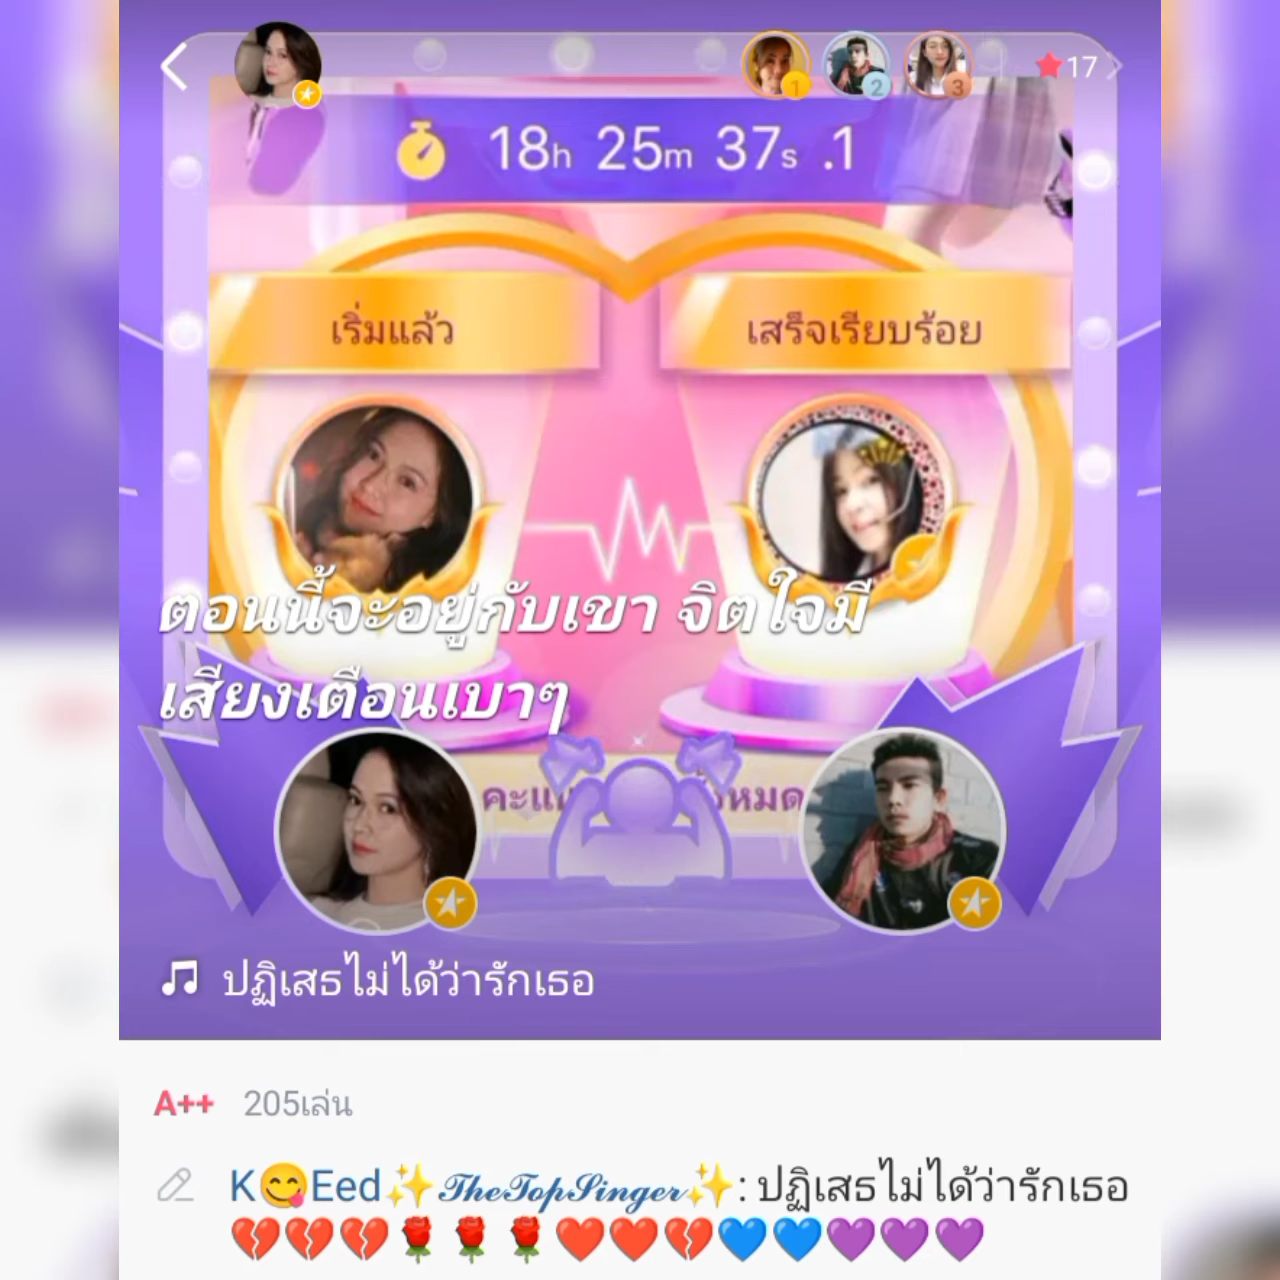 1
2
3
17
18h 25m 37s .1
เริ่มแล้ว
เสร็จเรียบร้อย
ตอนนี้จะอยู่กับเขา จิตใจมี
เสียงเตือนเบาๆ
ปฏิเสธไม่ได้ว่ารักเธอ
A++ 205เล่น
K😋Eed✨𝒯𝒽𝑒𝒯𝑜𝓅𝒮𝒾𝓃𝑔𝑒𝓇✨: ปฏิเสธไม่ได้ว่ารักเธอ
💔💔💔🌹🌹🌹❤️❤️💔💙💙💜💜💜